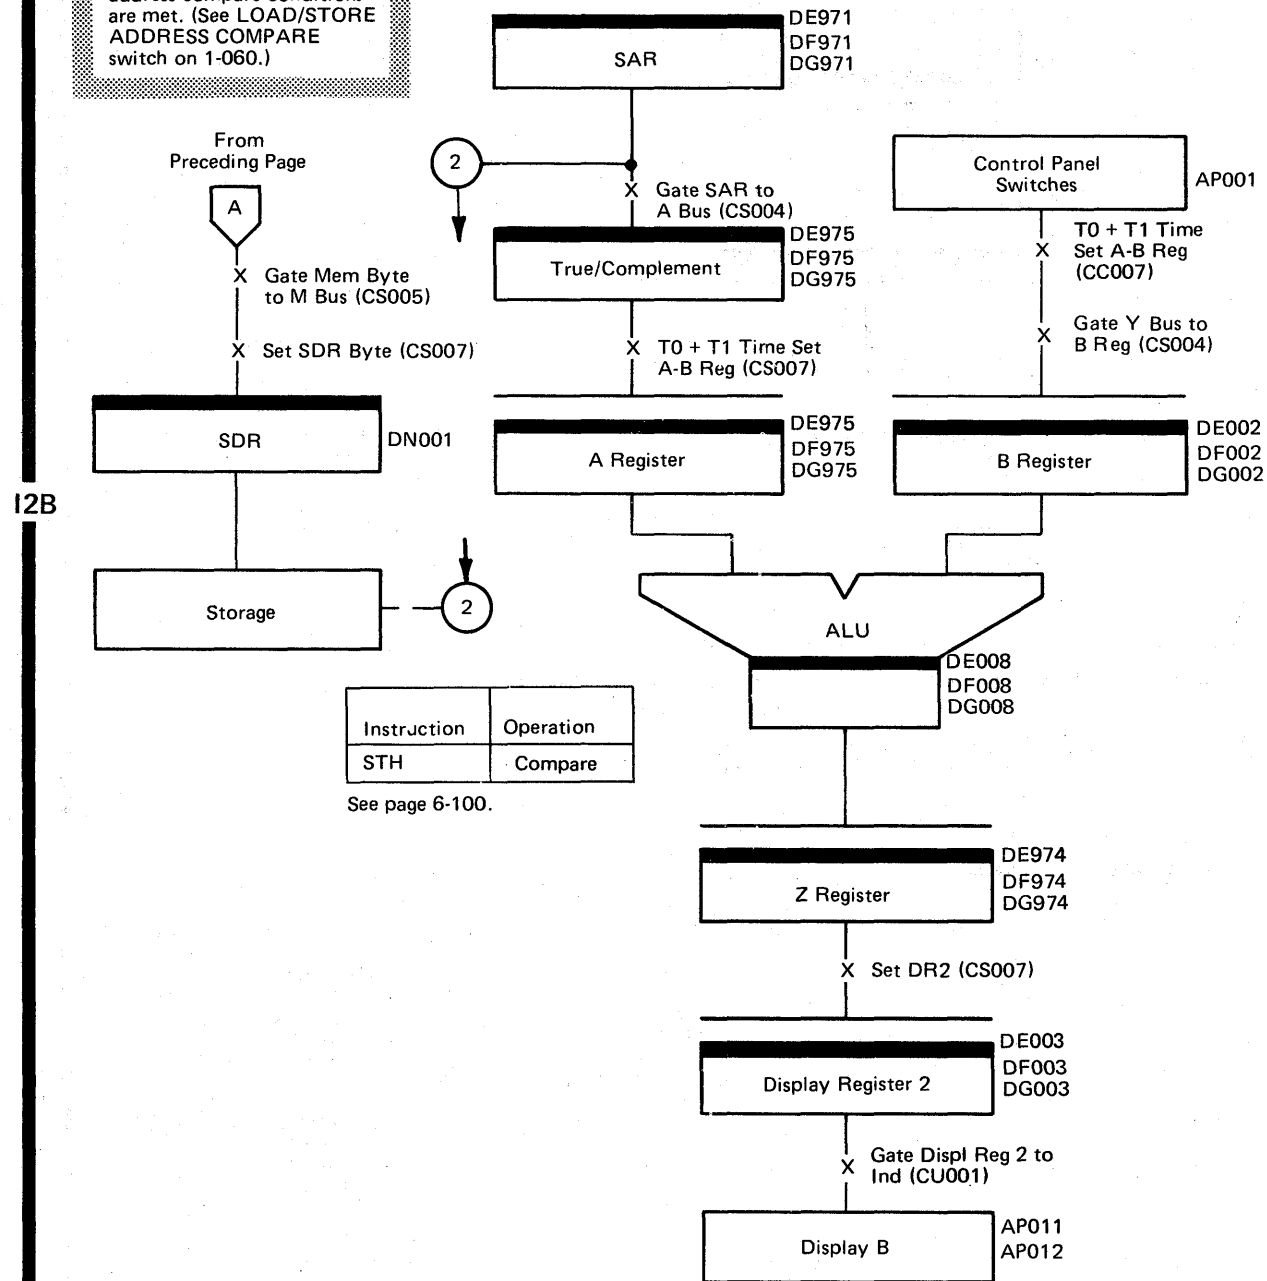 are met. (See LOAD/STORE
ADDRESS COMPARE
switch on 1-060.)
DE971
SAR
DF971
DG971
From
Preceding Page
A
2
Gate SAR to
A Bus (CS004)
Control Panel
Switches
AP001
Gate Mem Byte
to M Bus (CS005)
DE975
True/Complement
DF975
DG975
T0 + T1 Time
Set A-B Reg
(CC007)
Set SDR Byte (CS007)
T0 + T1 Time Set
A-B Reg (CS007)
Gate Y Bus to
B Reg (CS004)
SDR
DN001
DE975
A Register
DF975
DG975
DE002
B Register
DF002
DG002
I2B
Storage
2
ALU
DE008
DF008
DG008
Instruction Operation
STH Compare
See page 6-100.
DE974
Z Register
DF974
DG974
X Set DR2 (CS007)
DE003
Display Register 2
DF003
DG003
X Gate Displ Reg 2 to
Ind (CU001)
Display B
AP011
AP012